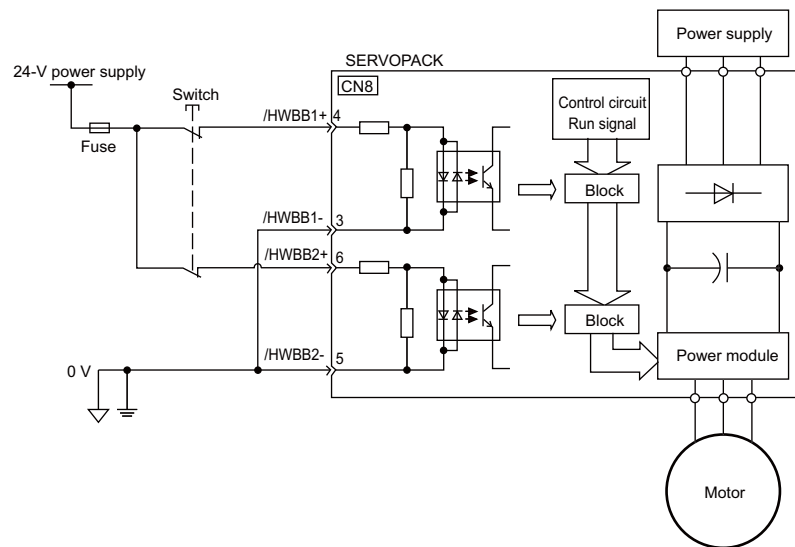 Power supply
SERVOPACK
24-V power supply
CN8
Switch
Control circuit
Run signal
/HWBB1+
4
Fuse
Block
/HWBB1-
3
/HWBB2+
6
Block
/HWBB2-
5
Power module
0 V
Motor